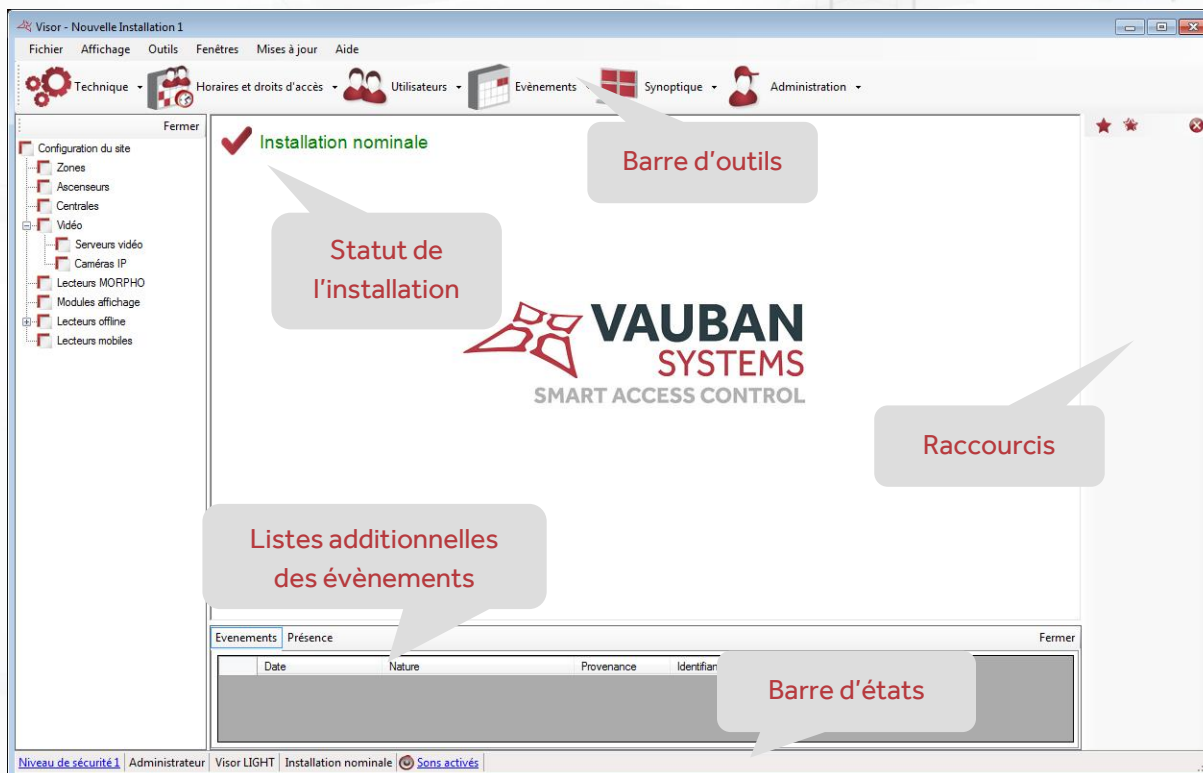 Visor - Nouvelle Installation 1
Fichier Affichage Outils Fenêtres Mises à jour Aide
Technique Horaires et droits d'accès Utilisateurs Evènements Synoptique Administration
Fermer
Configuration du site
Zones
Ascenseurs
Centrales
Vidéo
Serveurs vidéo
Caméras IP
Lecteurs MORPHO
Modules affichage
Lecteurs offline
Lecteurs mobiles
Installation nominale
Barre d'outils
Statut de
l'installation
VAUBAN
SYSTEMS
SMART ACCESS CONTROL
Raccourcis
Listes additionnelles
des évènements
Evenements Présence Fermer
Date Nature Provenance
Barre d'états
Niveau de sécurité 1 Administrateur Visor LIGHT Installation nominale Sons activés